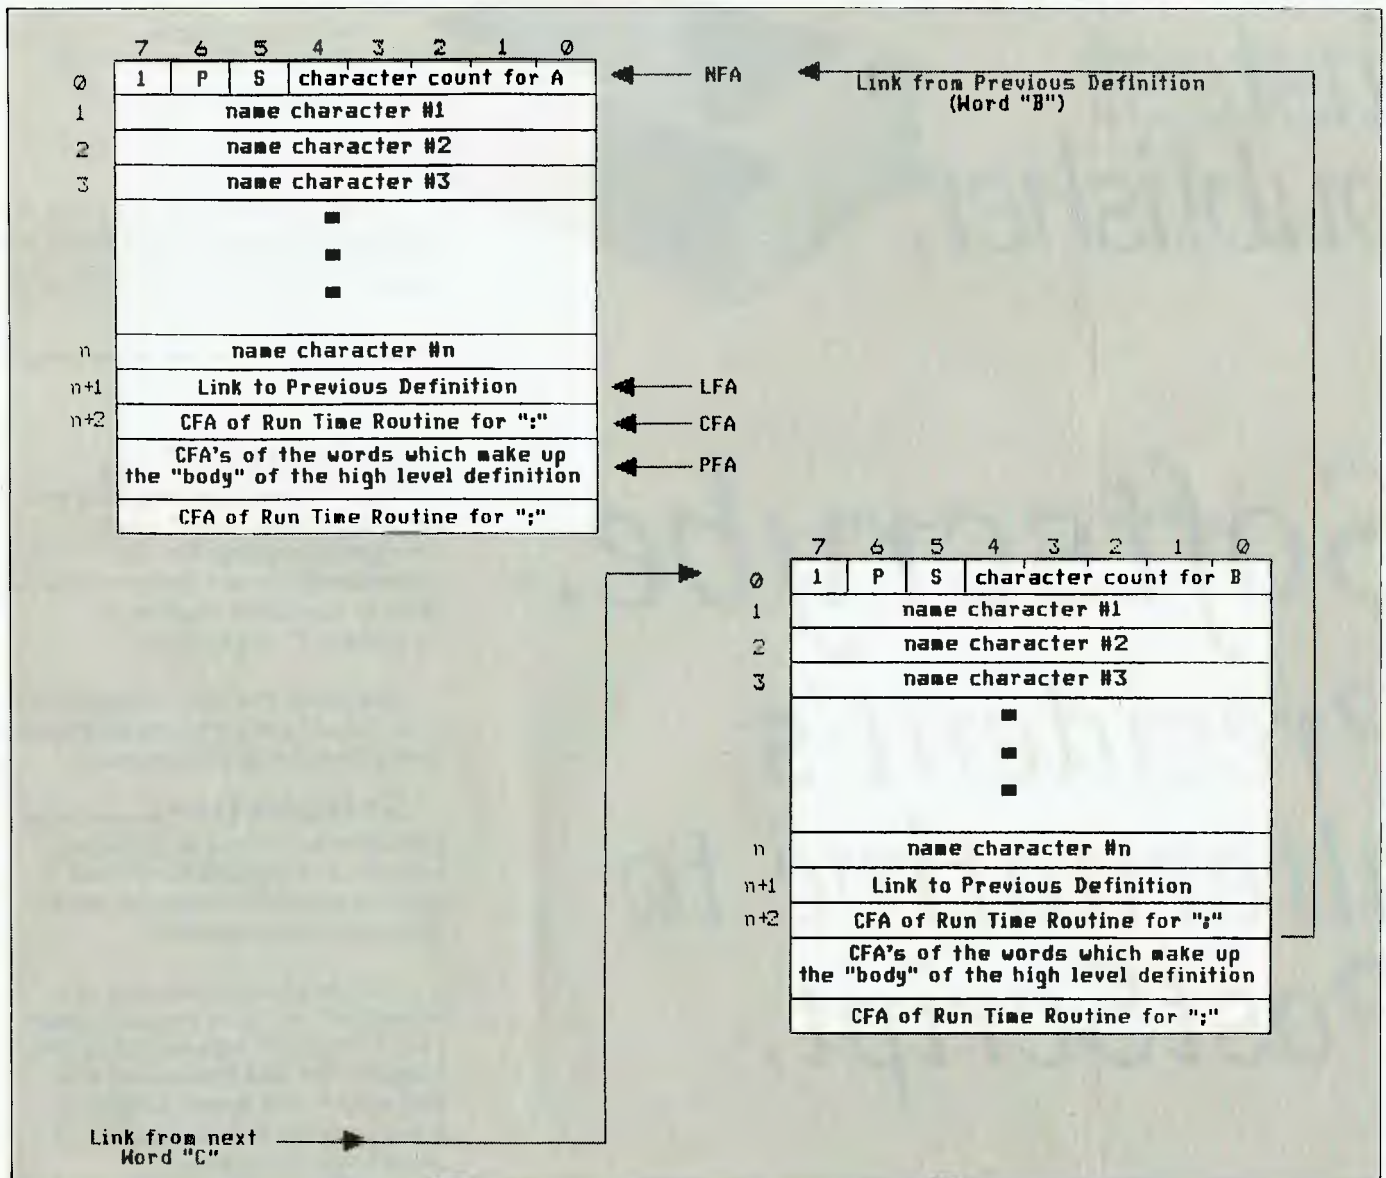 7 6 5 4 3 2 1 0
0 1 P S character count for A NFA
Link from Previous Definition
(Word "B")
1 name character #1
2 name character #2
3 name character #3
n name character #n
n+1 Link to Previous Definition LFA
n+2 CFA of Run Time Routine for ":" CFA
CFA's of the words which make up
the "body" of the high level definition
PFA
CFA of Run Time Routine for ";"
7 6 5 4 3 2 1 0
0 1 P S character count for B
1 name character #1
2 name character #2
3 name character #3
n name character #n
n+1 Link to Previous Definition
n+2 CFA of Run Time Routine for ":"
CFA's of the words which make up
the "body" of the high level definition
CFA of Run Time Routine for ";"
Link from next
Word "C"